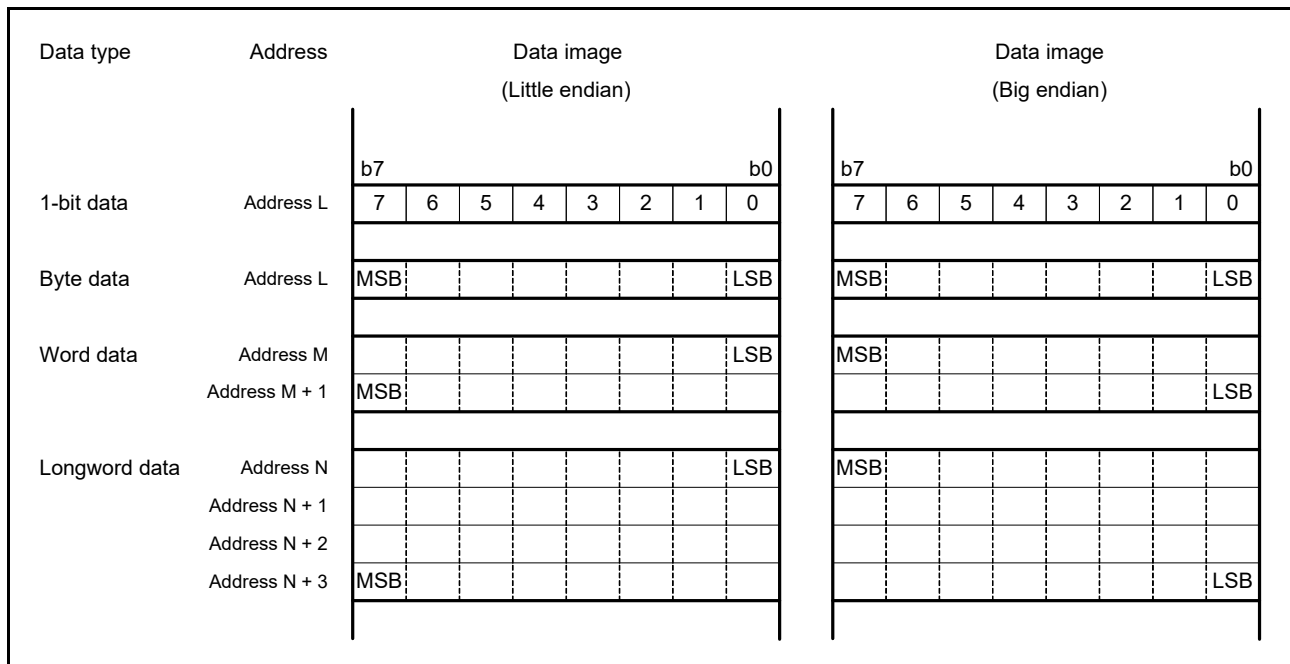 Data type Address Data image Data image
(Little endian) (Big endian)
b7 b0 b7 b0
1-bit data Address L 7 6 5 4 3 2 1 0 7 6 5 4 3 2 1 0
Byte data Address L MSB LSB MSB LSB
Word data Address M LSB MSB
Address M + 1 MSB LSB
Longword data Address N LSB MSB
Address N + 1
Address N + 2
Address N + 3 MSB LSB